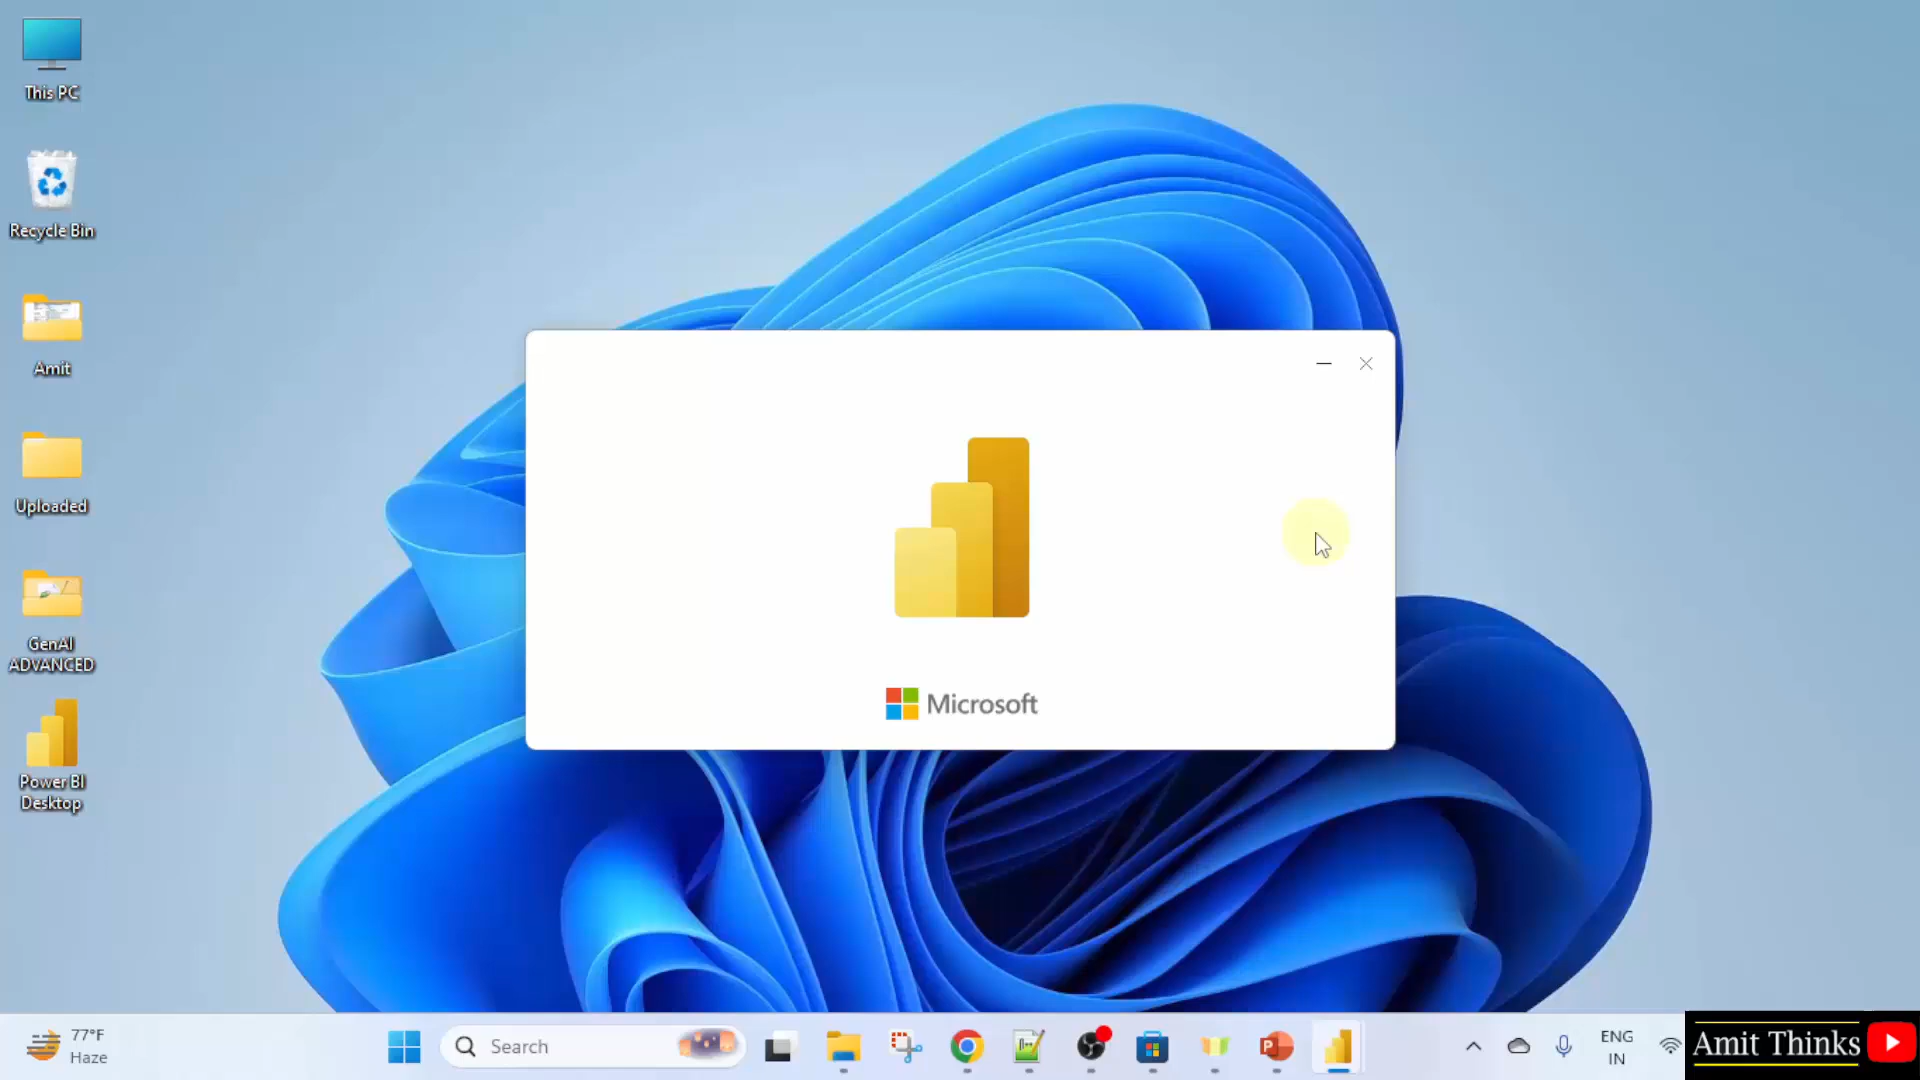 This PC
Recycle Bin
Amit
Uploaded
GenAI
ADVANCED
Power BI
Desktop
Microsoft
77°F
Haze
Search
ENG
IN
Amit Thinks